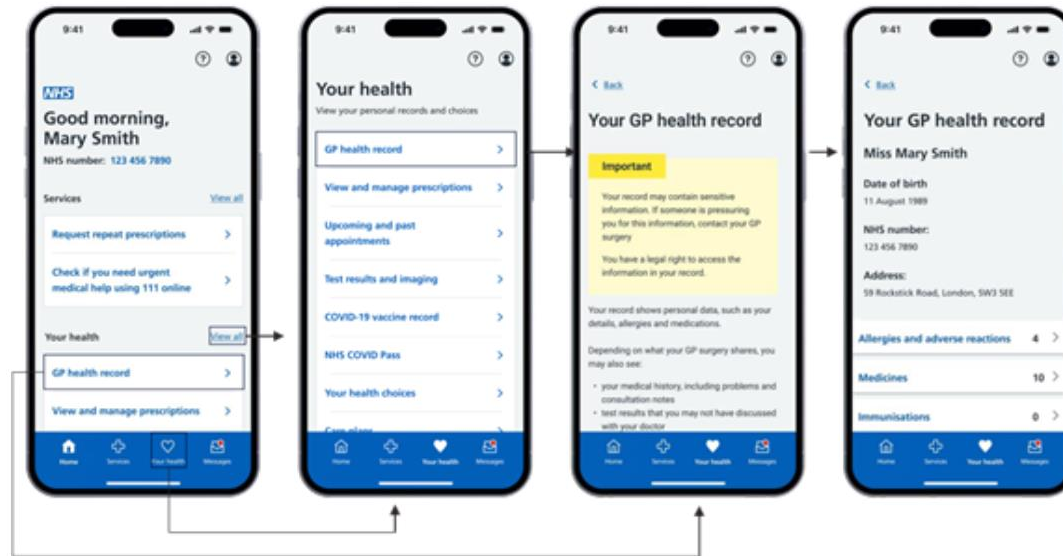 9:41
NHS
Good morning,
Mary Smith
NHS number: 123 456 7890
Services
View all
Request repeat prescriptions
Check if you need urgent
medical help using 111 online
Your health
View all
GP health record
View and manage prescriptions
Home
Services
Your health
Messages
9:41
Your health
View your personal records and choices
GP health record
View and manage prescriptions
Upcoming and past
appointments
Test results and imaging
COVID-19 vaccine record
NHS COVID Pass
Your health choices
Care plans
Home
Services
Your health
Messages
9:41
Back
Your GP health record
Important
Your record may contain sensitive
information. If someone is pressuring
you for this information, contact your GP
surgery
You have a legal right to access the
information in your record.
Your record shows personal data, such as your
details, allergies and medications.
Depending on what your GP surgery shares, you
may also see:
• your medical history, including problems and
consultation notes
• test results that you may not have discussed
with your doctor
Home
Services
Your health
Messages
9:41
Back
Your GP health record
Miss Mary Smith
Date of birth
11 August 1989
NHS number:
123 456 7890
Address:
59 Rockstick Road, London, SW3 5EE
Allergies and adverse reactions 4
Medicines 10
Immunisations 0
Home
Services
Your health
Messages